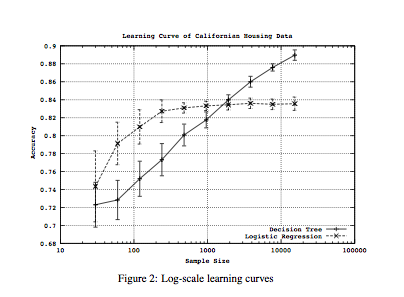 Learning Curve of Californian Housing Data
0.9
0.88
0.86
0.84
0.82
0.8
0.78
0.76
0.74
0.72
0.7
0.68
Accuracy
10 100 1000 10000 100000
Sample Size
Decision Tree
Logistic Regression
Figure 2: Log-scale learning curves